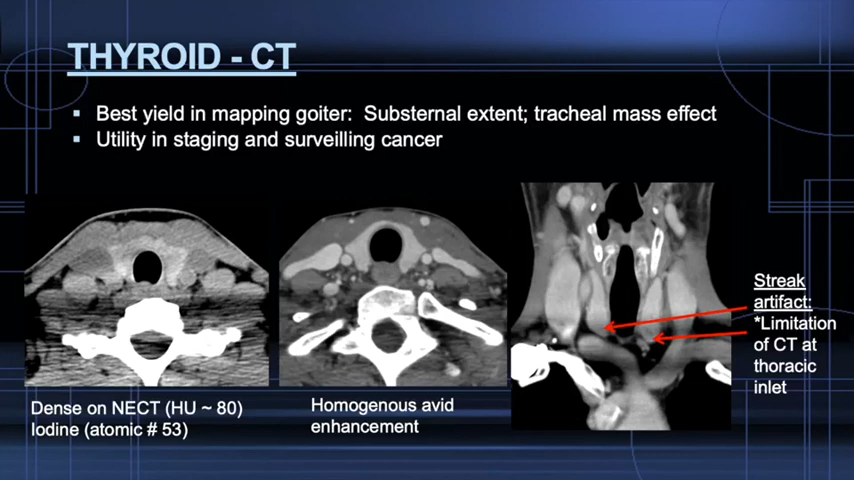 THYROID - CT
▪ Best yield in mapping goiter: Substernal extent; tracheal mass effect
▪ Utility in staging and surveilling cancer
Streak
artifact:
*Limitation
of CT at
thoracic
inlet
Dense on NECT (HU ~ 80)
Iodine (atomic # 53)
Homogenous avid
enhancement